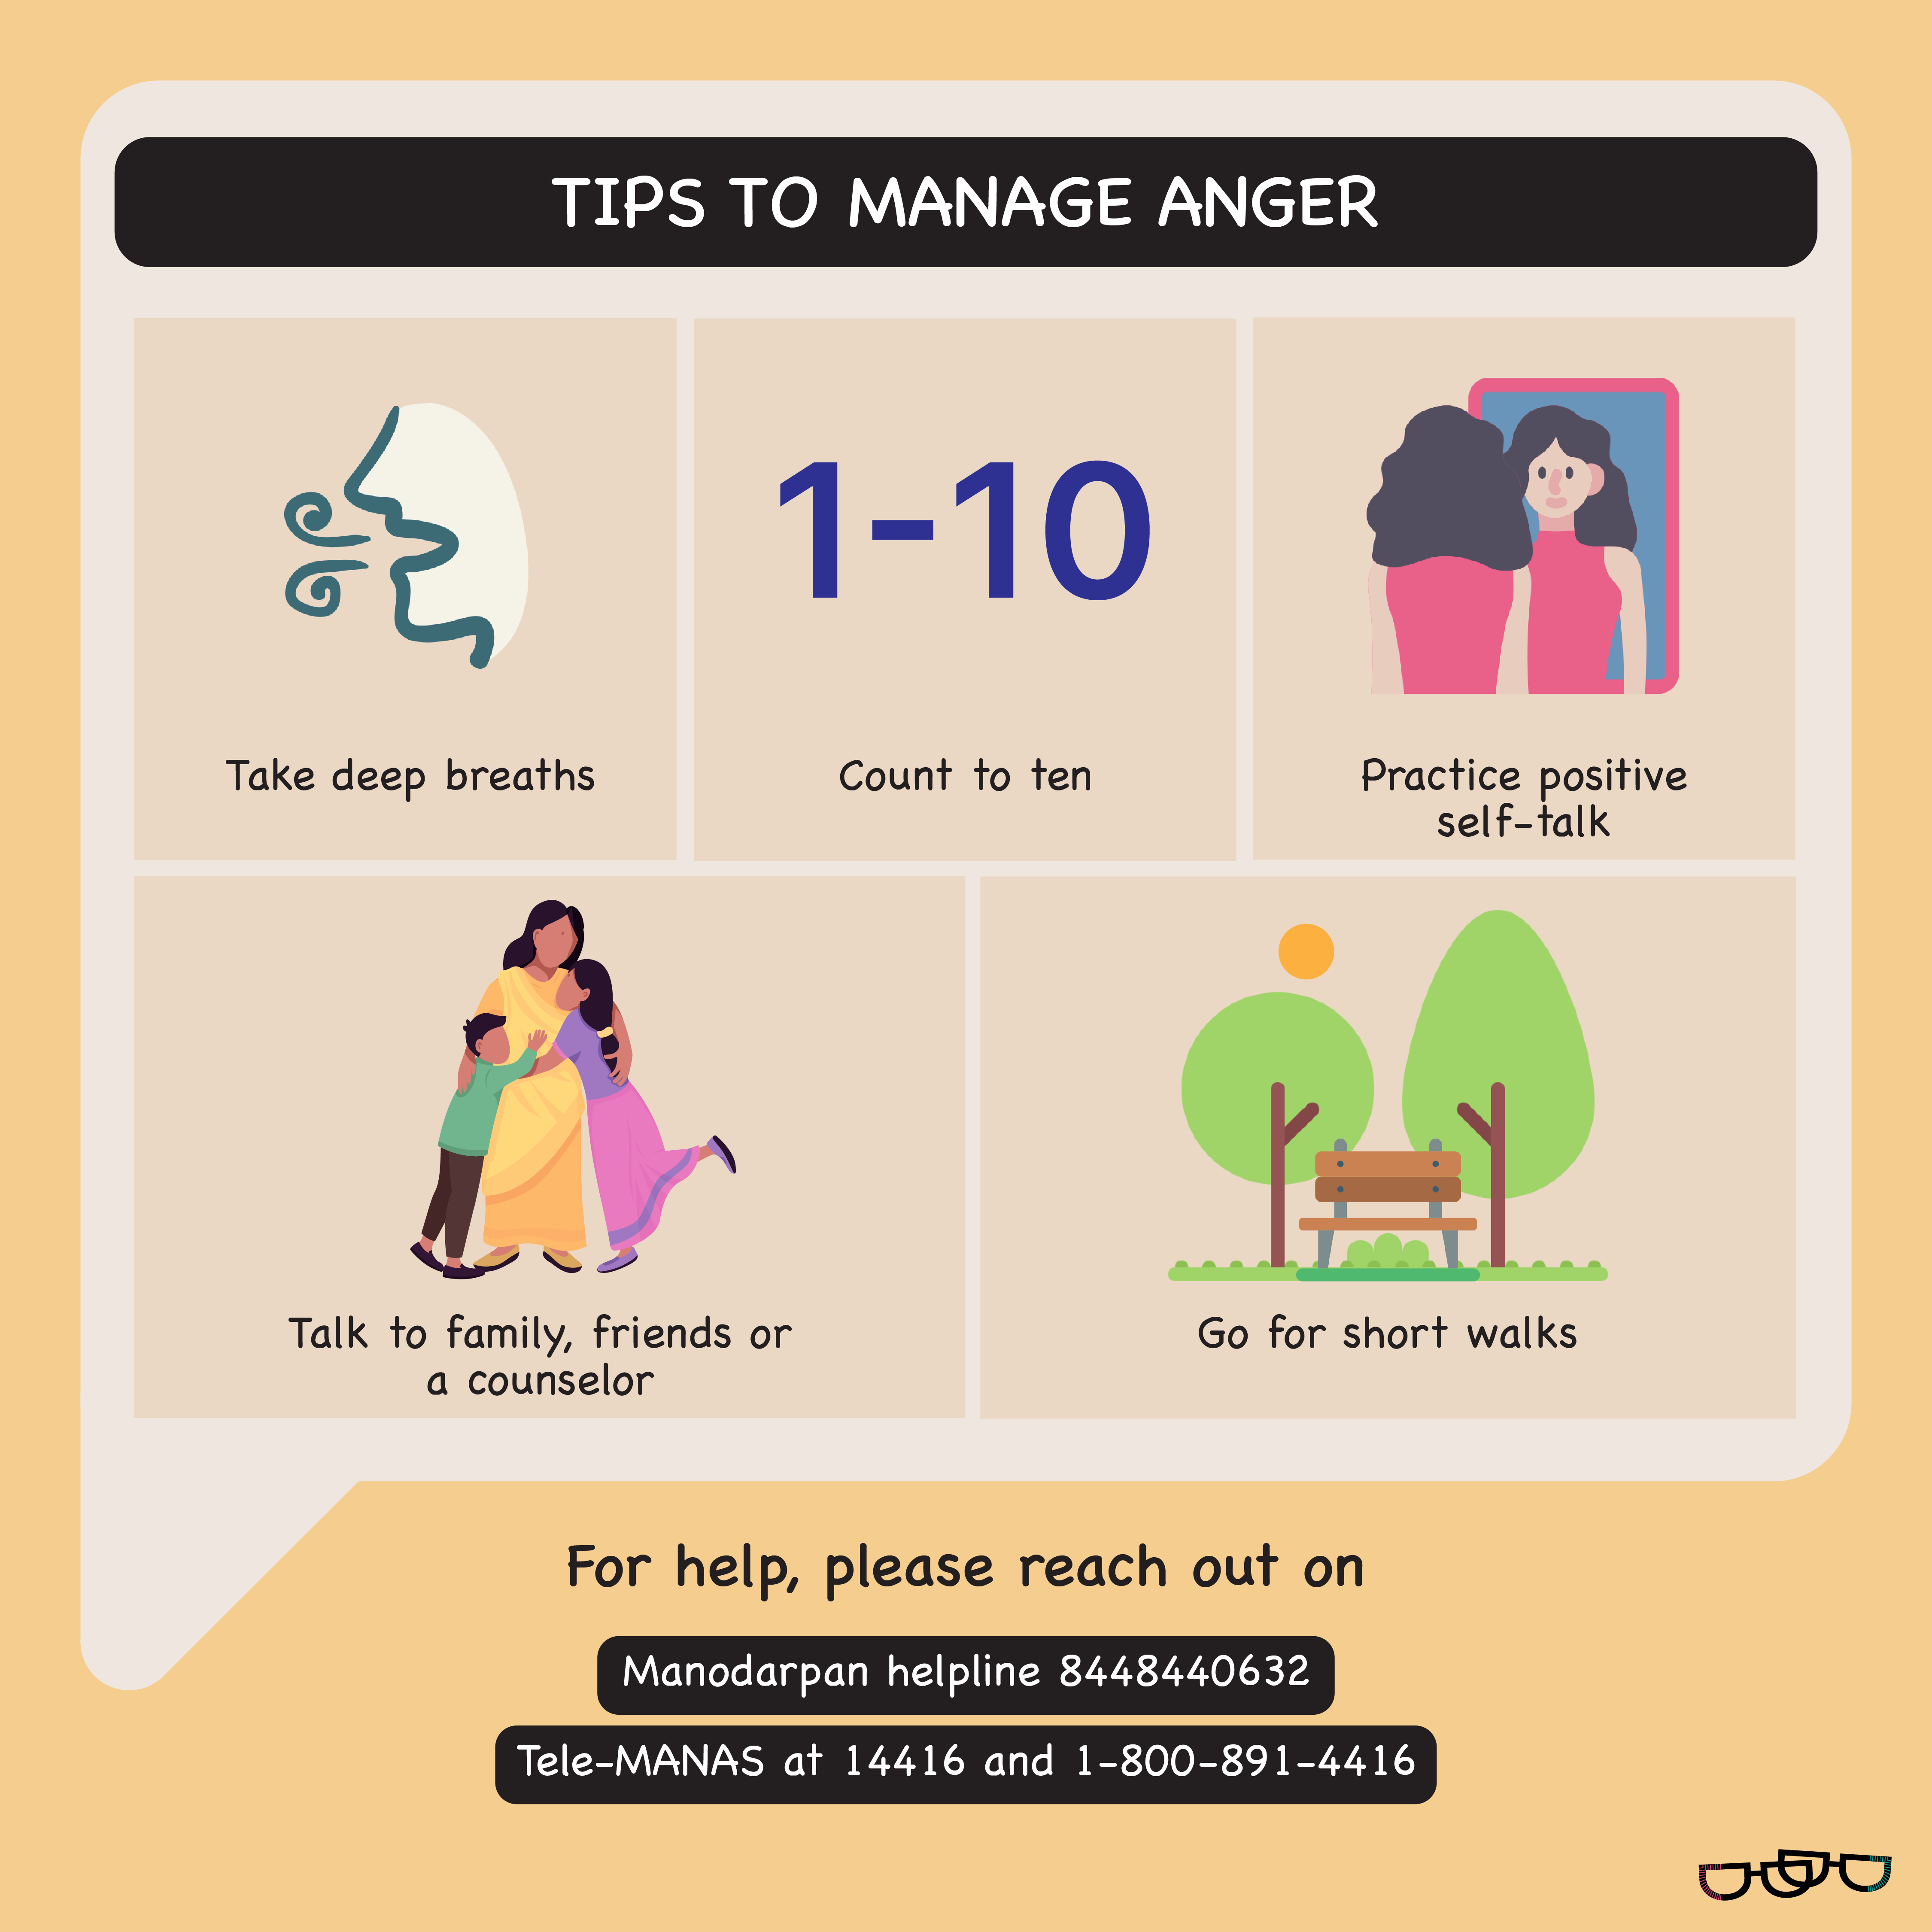 TIPS TO MANAGE ANGER
1-10
Take deep breaths
Count to ten
Practice positive
self-talk
Talk to family, friends or
a counselor
Go for short walks
For help, please reach out on
Manodarpan helpline 8448440632
Tele-MANAS at 14416 and 1-800-891-4416